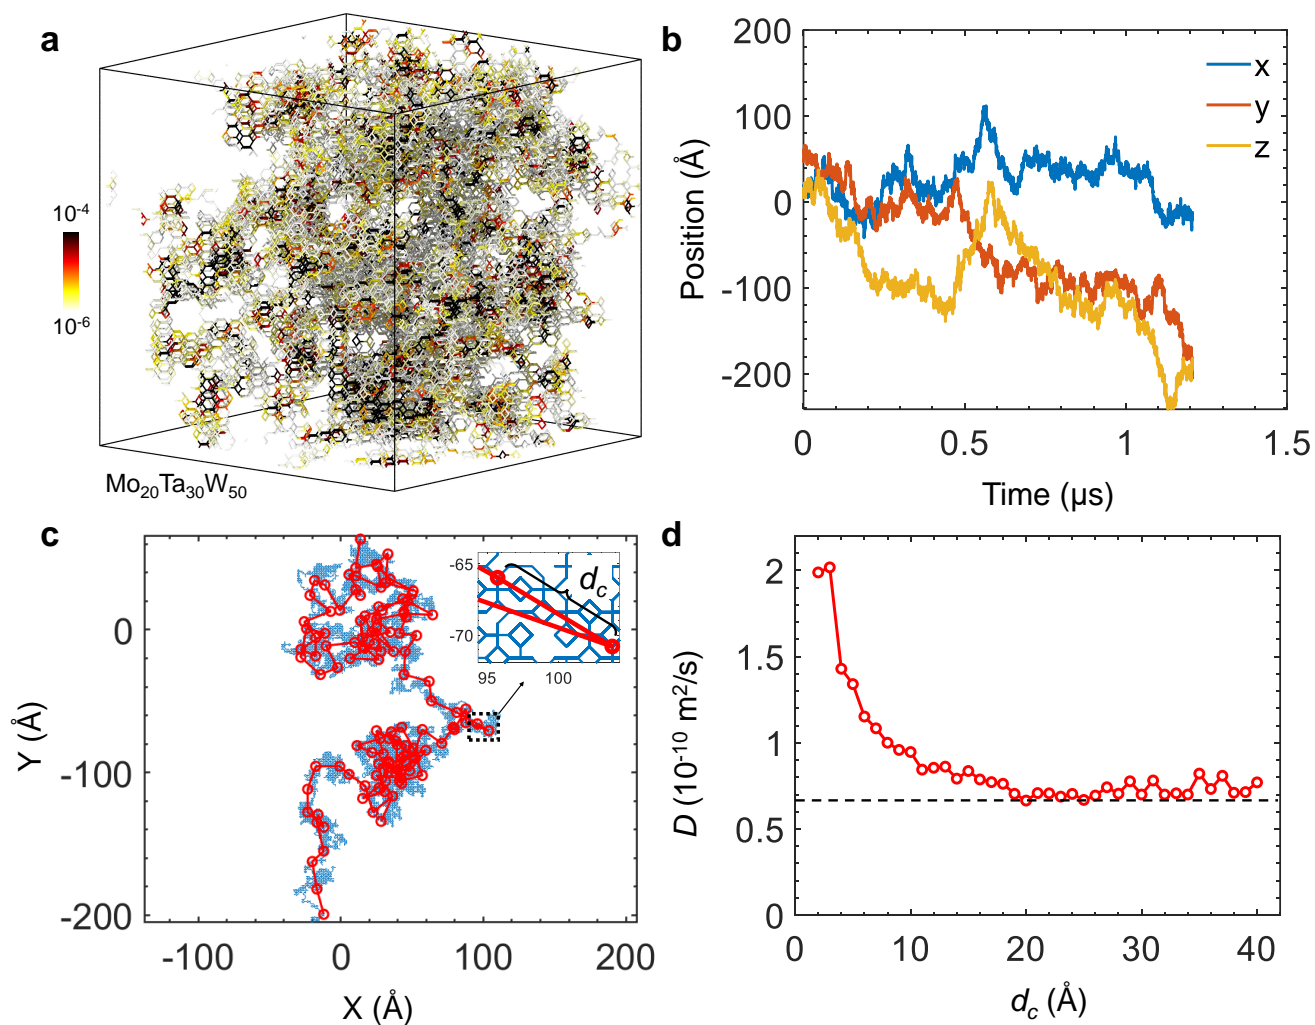 a
10⁻⁴
10⁻⁶
Mo₂₀Ta₃₀W₅₀
b
200
100
0
-100
-200
Position (Å)
x
y
z
0
0.5
1
1.5
Time (µs)
c
0
-100
-200
Y (Å)
-65
-70
95
100
d_c
-100
0
100
200
X (Å)
d
2
1.5
1
0.5
0
D (10⁻¹⁰ m²/s)
0
10
20
30
40
d_c (Å)